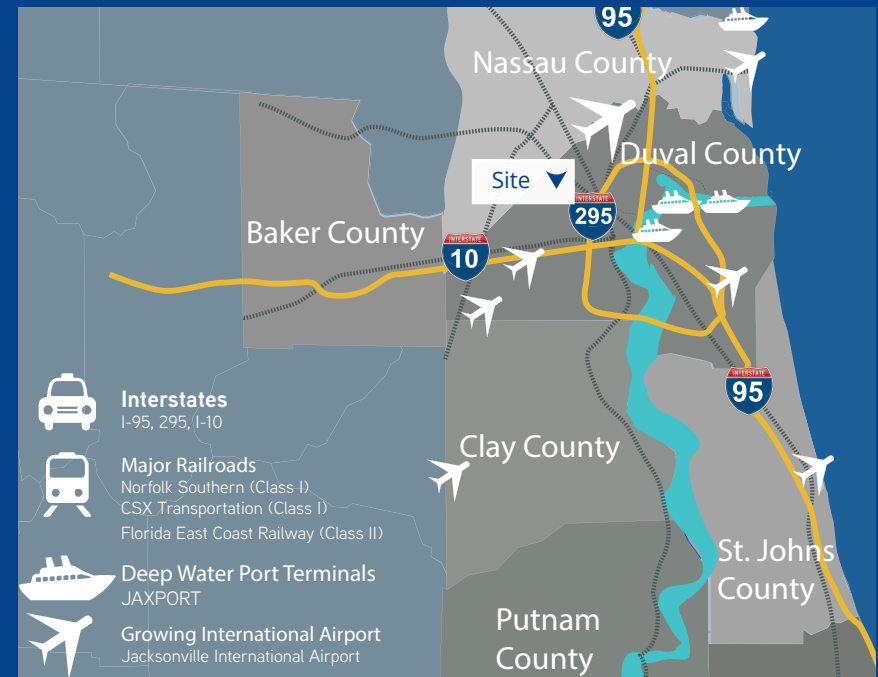 95
Nassau County
Duval County
Site
INTERSTATE
295
Baker County
INTERSTATE
10
INTERSTATE
95
Interstates
I-95, 295, I-10
Clay County
Major Railroads
Norfolk Southern (Class I)
CSX Transportation (Class I)
Florida East Coast Railway (Class II)
St. Johns
County
Deep Water Port Terminals
JAXPORT
Putnam
County
Growing International Airport
Jacksonville International Airport